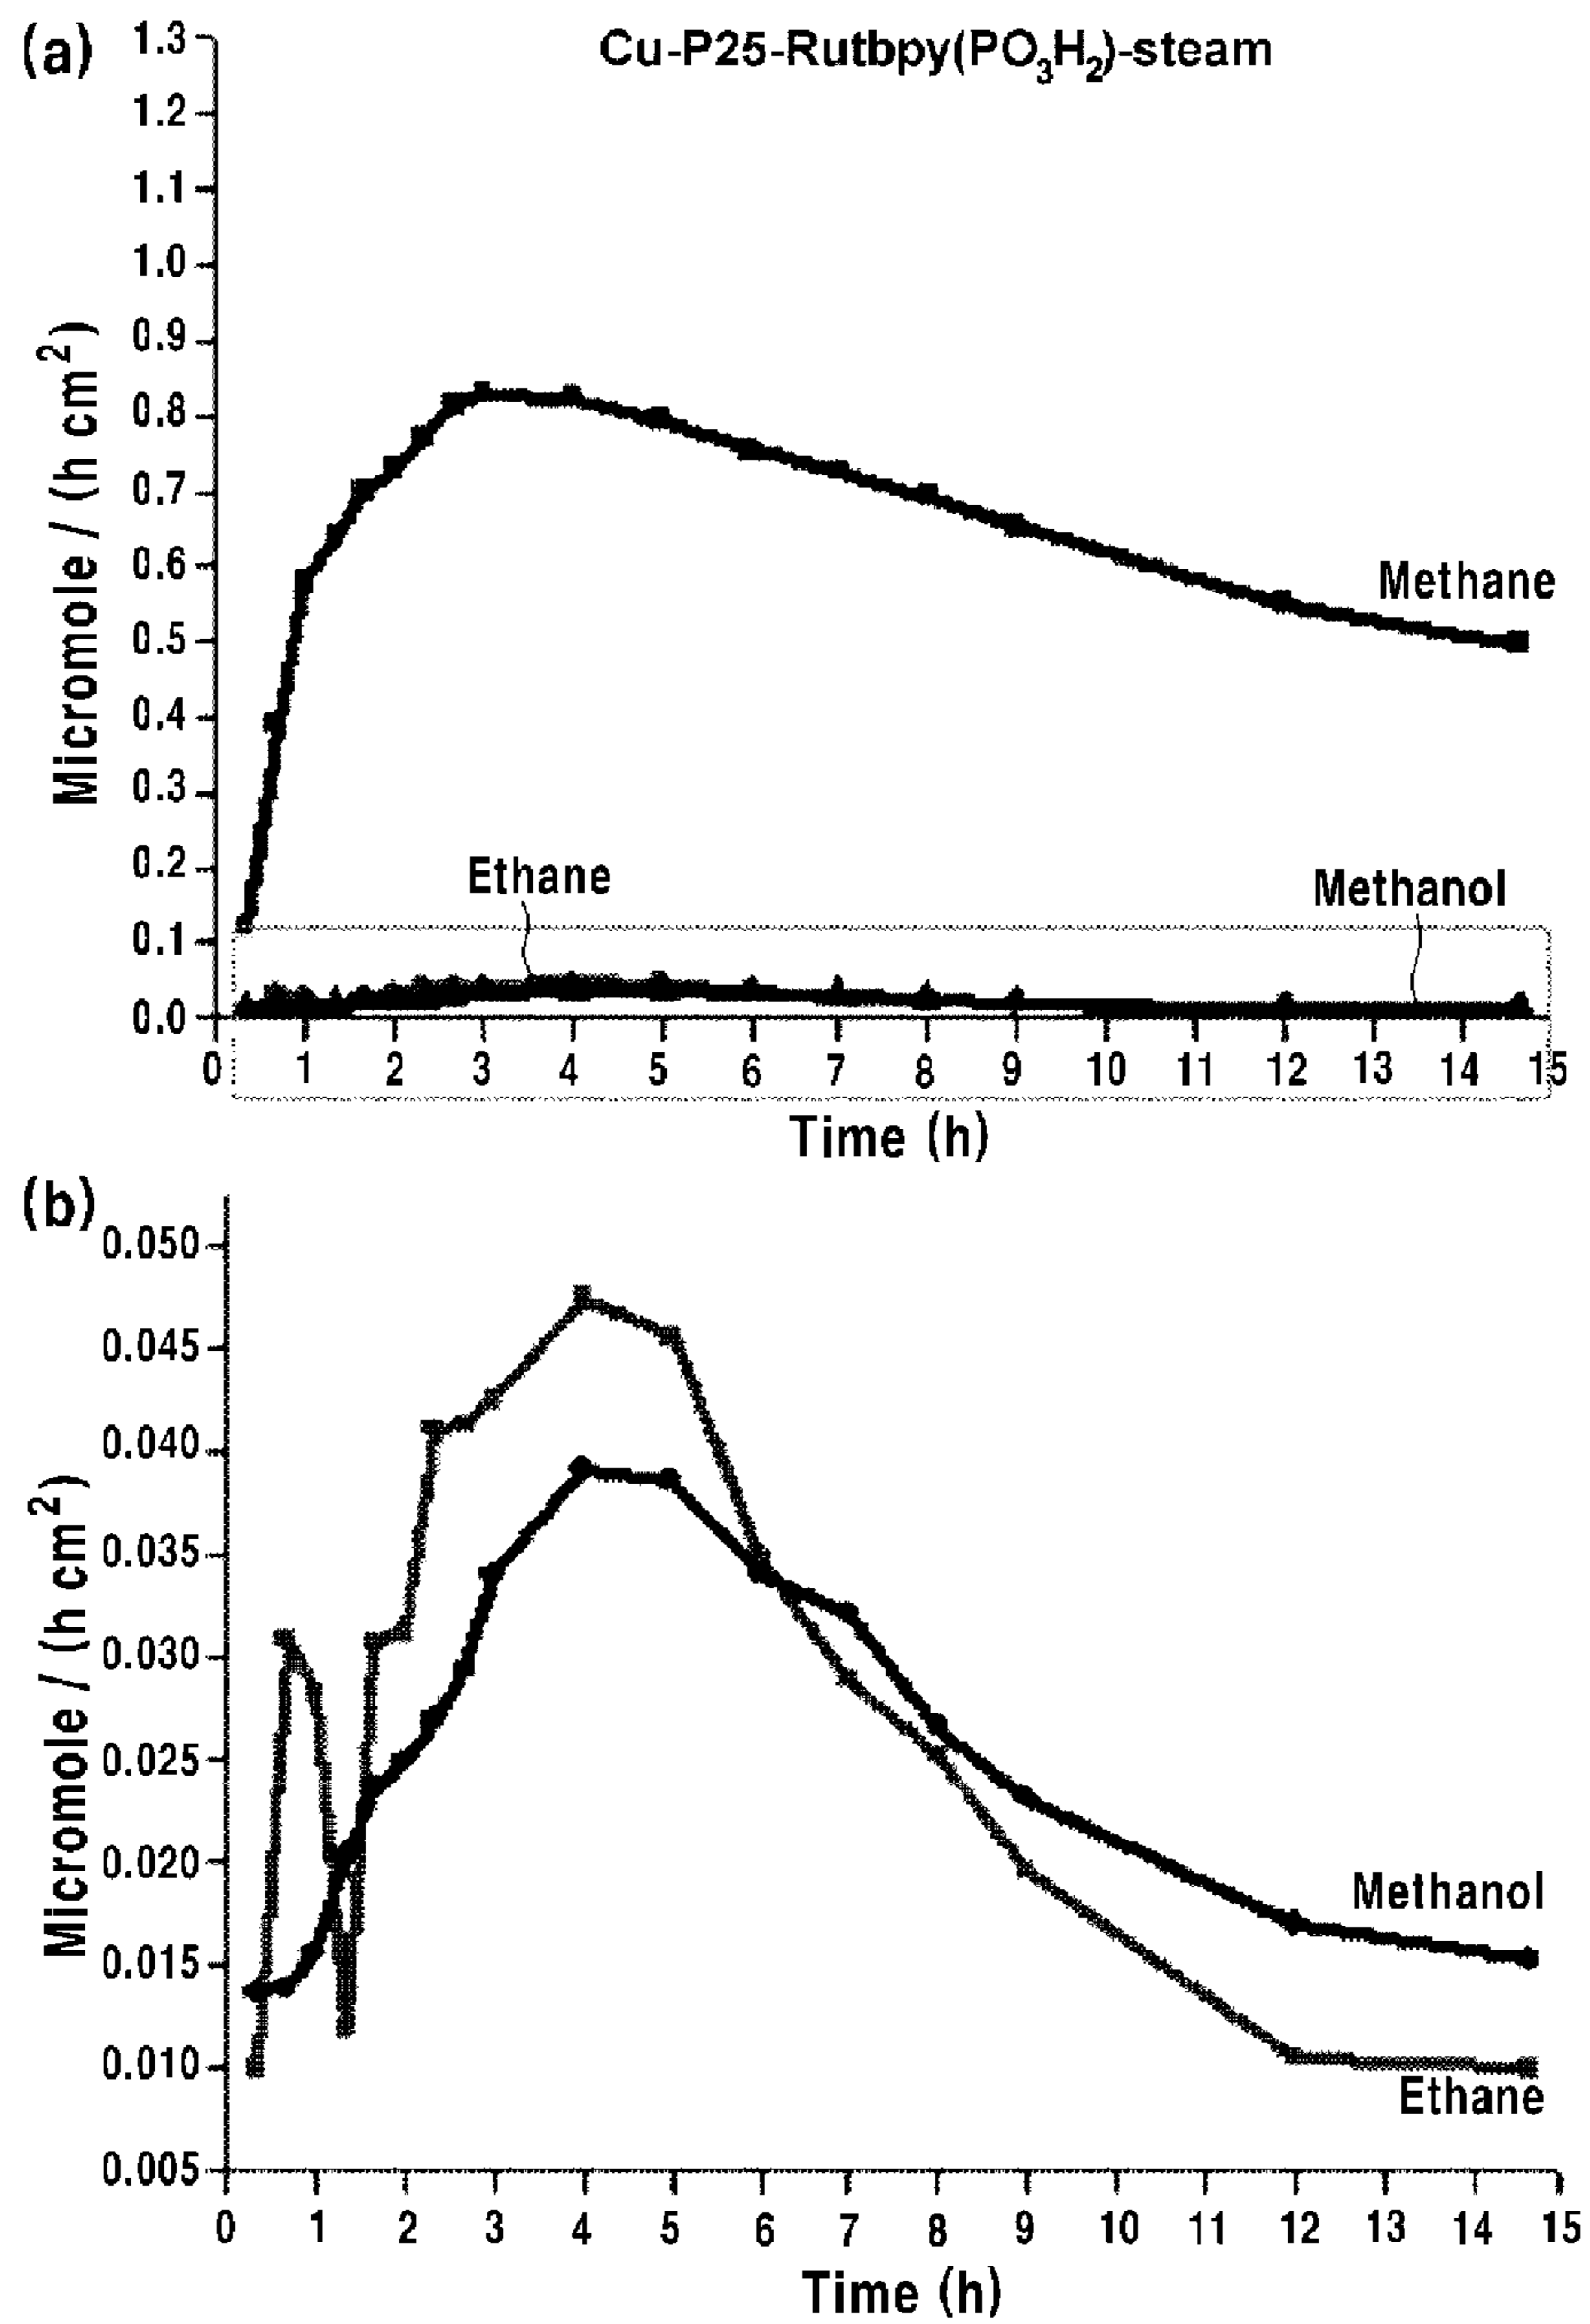 (a)
Cu-P25-Rutbpy(PO3H2)-steam
1.3
1.2
1.1
1.0
0.9
0.8
0.7
0.6
0.5
0.4
0.3
0.2
0.1
0.0
Micromole / (h cm2)
Methane
Ethane
Methanol
0 1 2 3 4 5 6 7 8 9 10 11 12 13 14 15
Time (h)
(b)
0.050
0.045
0.040
0.035
0.030
0.025
0.020
0.015
0.010
0.005
Micromole / (h cm2)
Methanol
Ethane
0 1 2 3 4 5 6 7 8 9 10 11 12 13 14 15
Time (h)